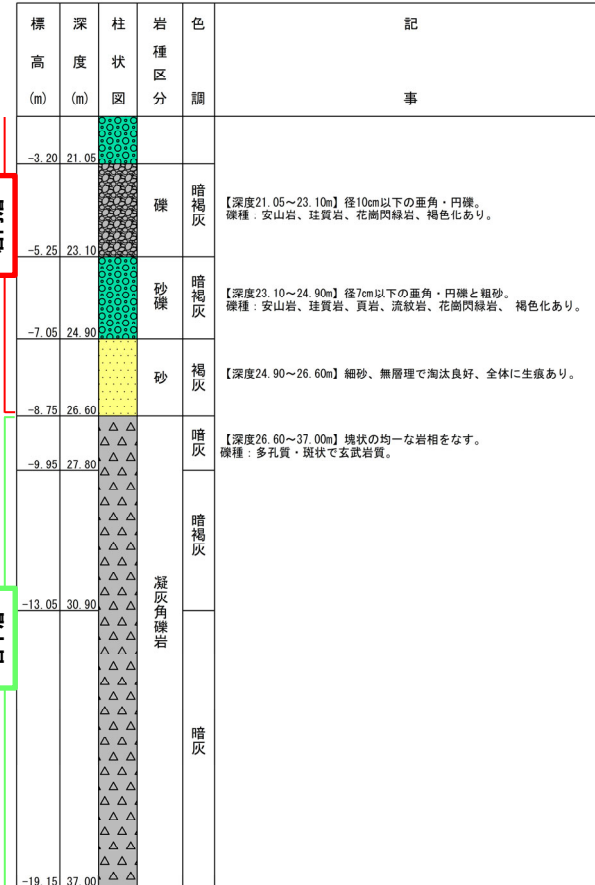 標高(m)
深度(m)
柱状図
岩種区分
色調
記事
-3.20 21.05
礫
暗褐灰
【深度21.05~23.10m】径10cm以下の亜角・円礫。
礫種:安山岩、珪質岩、花崗閃緑岩、褐色化あり。
-5.25 23.10
砂礫
暗褐灰
【深度23.10~24.90m】径7cm以下の亜角・円礫と粗砂。
礫種:安山岩、珪質岩、頁岩、流紋岩、花崗閃緑岩、 褐色化あり。
-7.05 24.90
砂
褐灰
【深度24.90~26.60m】細砂、無層理で淘汰良好、全体に生痕あり。
-8.75 26.60
暗灰
【深度26.60~37.00m】塊状の均一な岩相をなす。
礫種:多孔質・斑状で玄武岩質。
-9.95 27.80
暗褐灰
凝灰角礫岩
-13.05 30.90
暗灰
-19.15 37.00